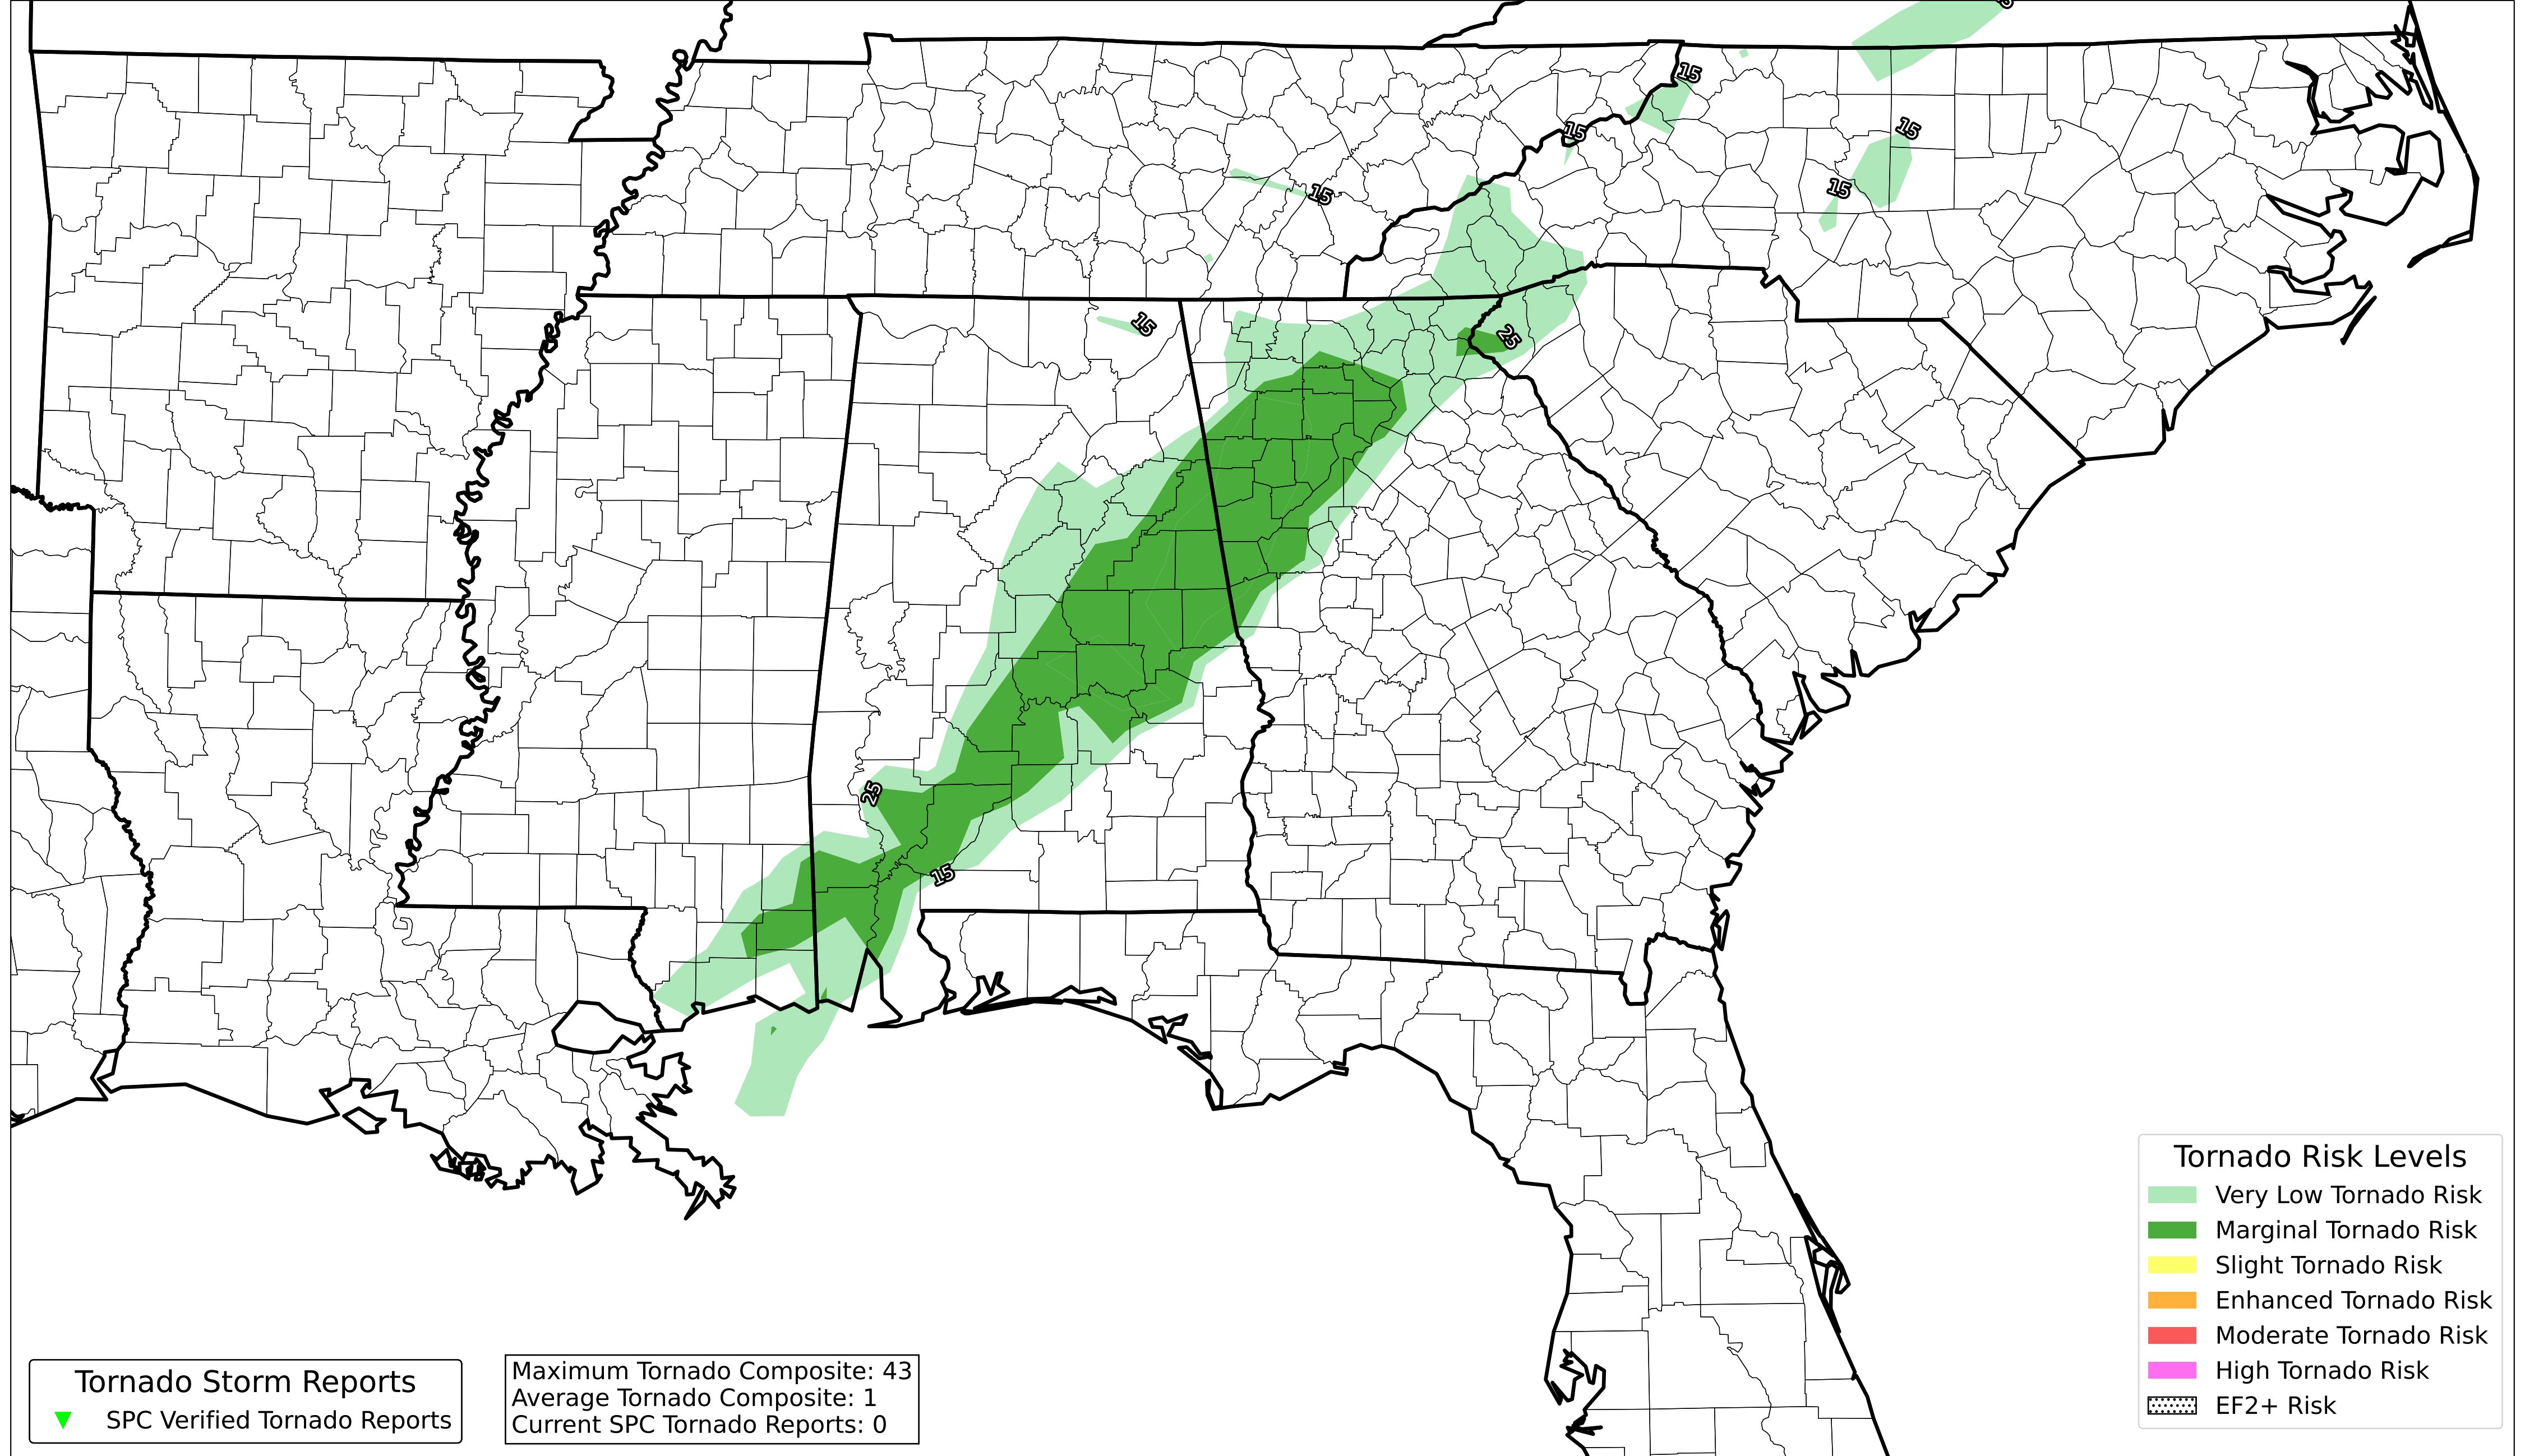 15
15
15
15
15
15
25
25
15
Tornado Storm Reports
SPC Verified Tornado Reports
Maximum Tornado Composite: 43
Average Tornado Composite: 1
Current SPC Tornado Reports: 0
Tornado Risk Levels
Very Low Tornado Risk
Marginal Tornado Risk
Slight Tornado Risk
Enhanced Tornado Risk
Moderate Tornado Risk
High Tornado Risk
EF2+ Risk